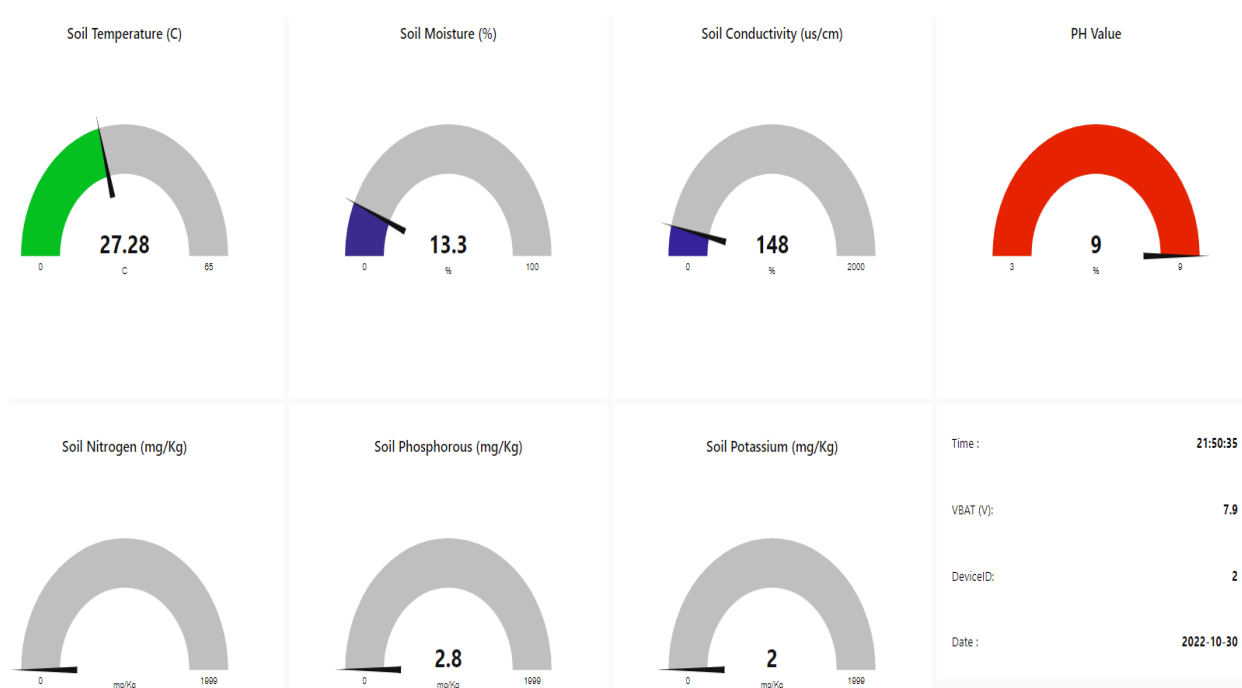 Soil Temperature (C)
27.28
0
C
65
Soil Moisture (%)
13.3
0
%
100
Soil Conductivity (us/cm)
148
0
%
2000
PH Value
9
3
%
9
Soil Nitrogen (mg/Kg)
0
mg/Kg
1999
Soil Phosphorous (mg/Kg)
2.8
0
mg/Kg
1999
Soil Potassium (mg/Kg)
2
0
mg/Kg
1999
Time : 21:50:35
VBAT (V): 7.9
DeviceID: 2
Date : 2022-10-30